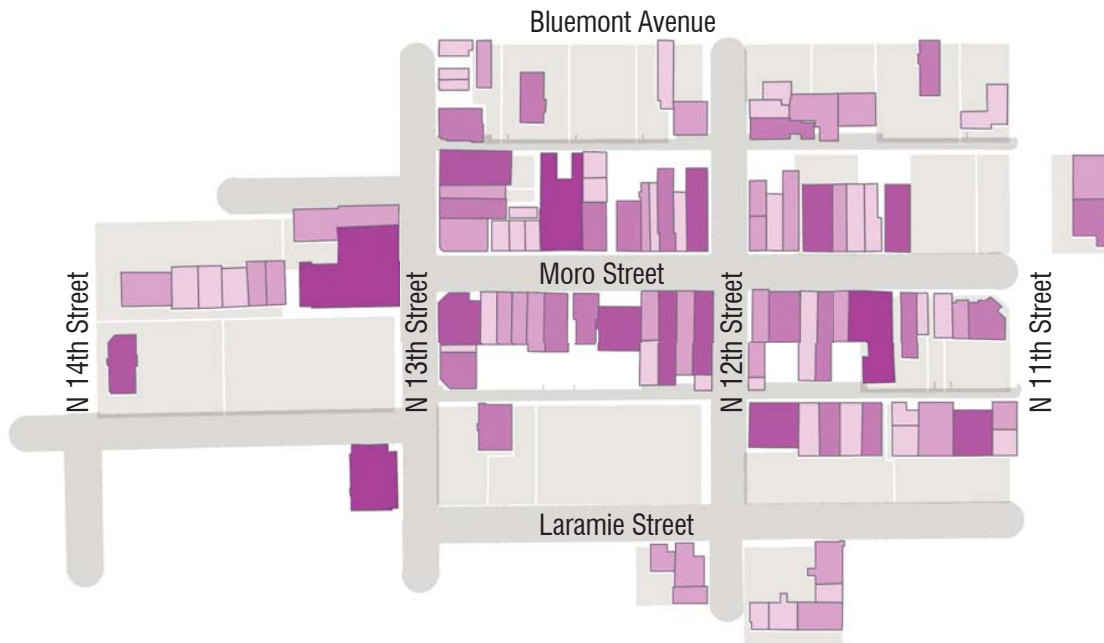 Bluemont Avenue
Moro Street
N 14th Street
N 13th Street
N 12th Street
N 11th Street
Laramie Street